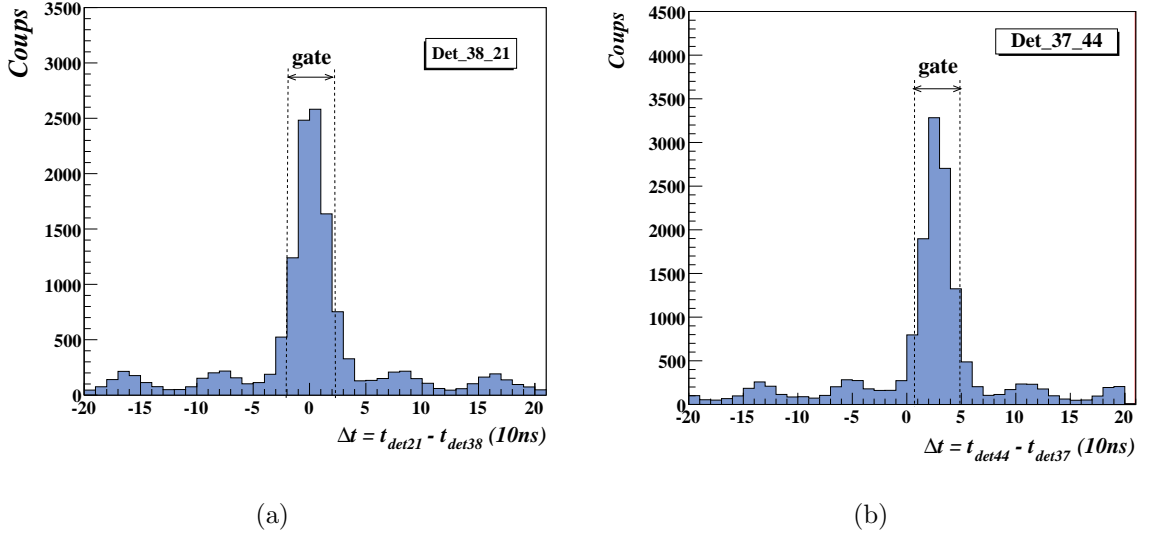 Coups
3500
3000
2500
2000
1500
1000
500
0
gate
Det_38_21
-20 -15 -10 -5 0 5 10 15 20
Δt = t_det21 - t_det38 (10ns)
(a)
Coups
4500
4000
3500
3000
2500
2000
1500
1000
500
0
gate
Det_37_44
-20 -15 -10 -5 0 5 10 15 20
Δt = t_det44 - t_det37 (10ns)
(b)